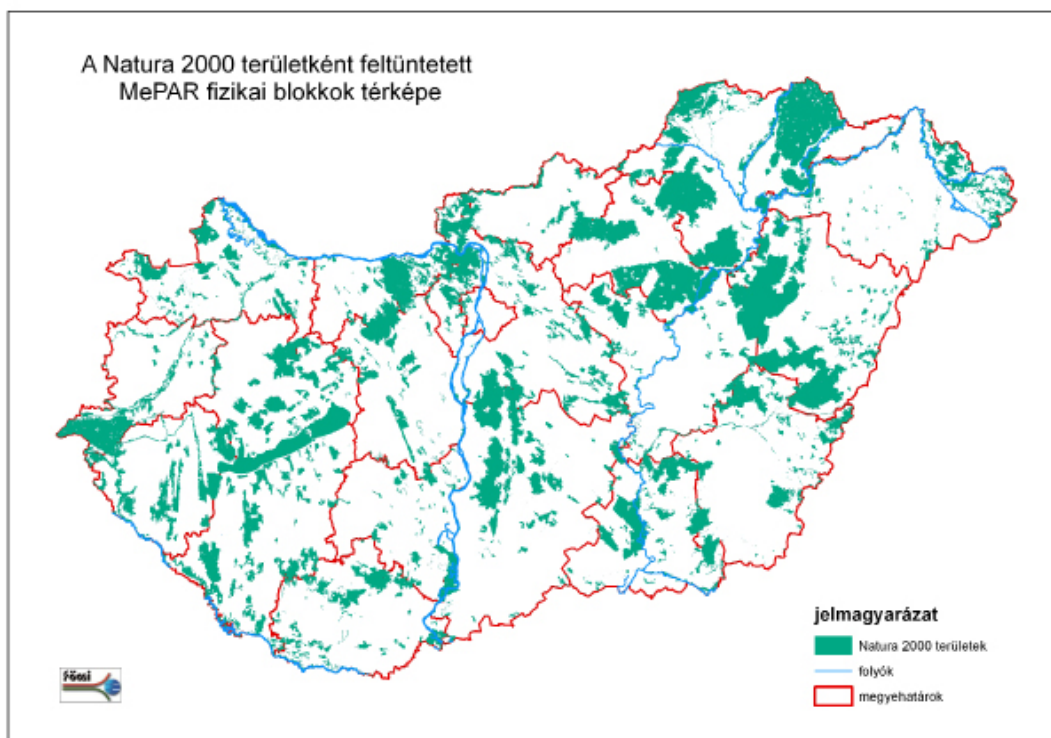 A Natura 2000 területként feltüntetett
MePAR fizikai blokkok térképe
jelmagyarázat
Natura 2000 területek
folyók
megyehatárok
Fömi